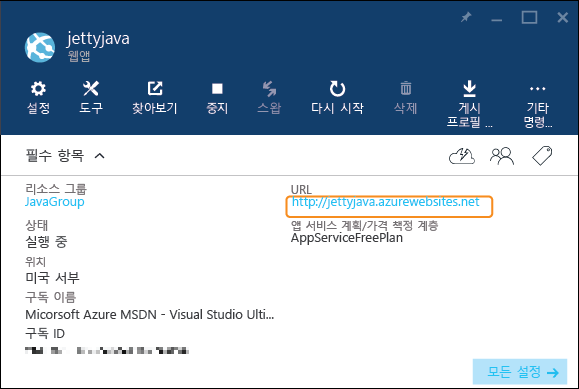 jettyjava
웹앱
설정
도구
찾아보기
중지
스왑
다시 시작
삭제
게시
프로필 ...
기타
명령...
필수 항목
리소스 그룹
JavaGroup
URL
http://jettyjava.azurewebsites.net
상태
실행 중
앱 서비스 계획/가격 책정 계층
AppServiceFreePlan
위치
미국 서부
구독 이름
Micorsoft Azure MSDN - Visual Studio Ulti...
구독 ID
모든 설정